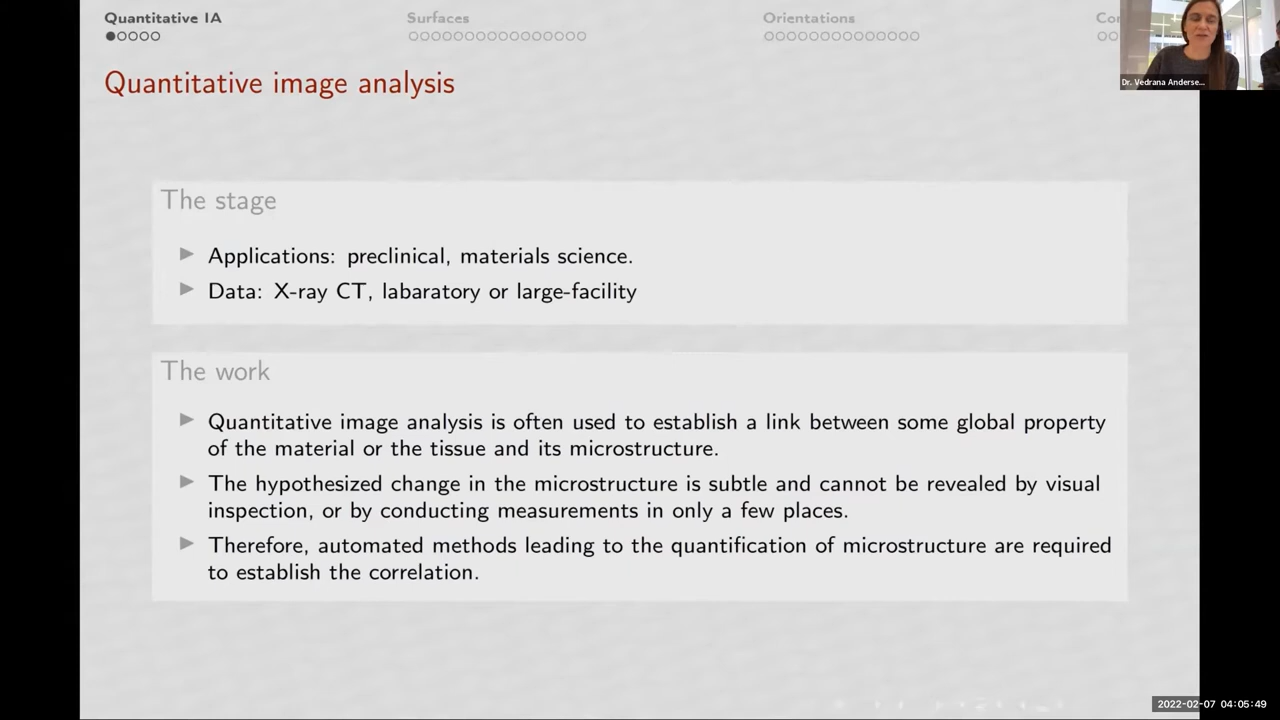 Quantitative IA
Surfaces
Orientations
Quantitative image analysis
Dr. Vedrana Anderse...
The stage
Applications: preclinical, materials science.
Data: X-ray CT, labaratory or large-facility
The work
Quantitative image analysis is often used to establish a link between some global property
of the material or the tissue and its microstructure.
The hypothesized change in the microstructure is subtle and cannot be revealed by visual
inspection, or by conducting measurements in only a few places.
Therefore, automated methods leading to the quantification of microstructure are required
to establish the correlation.
2022-02-07 04:05:49